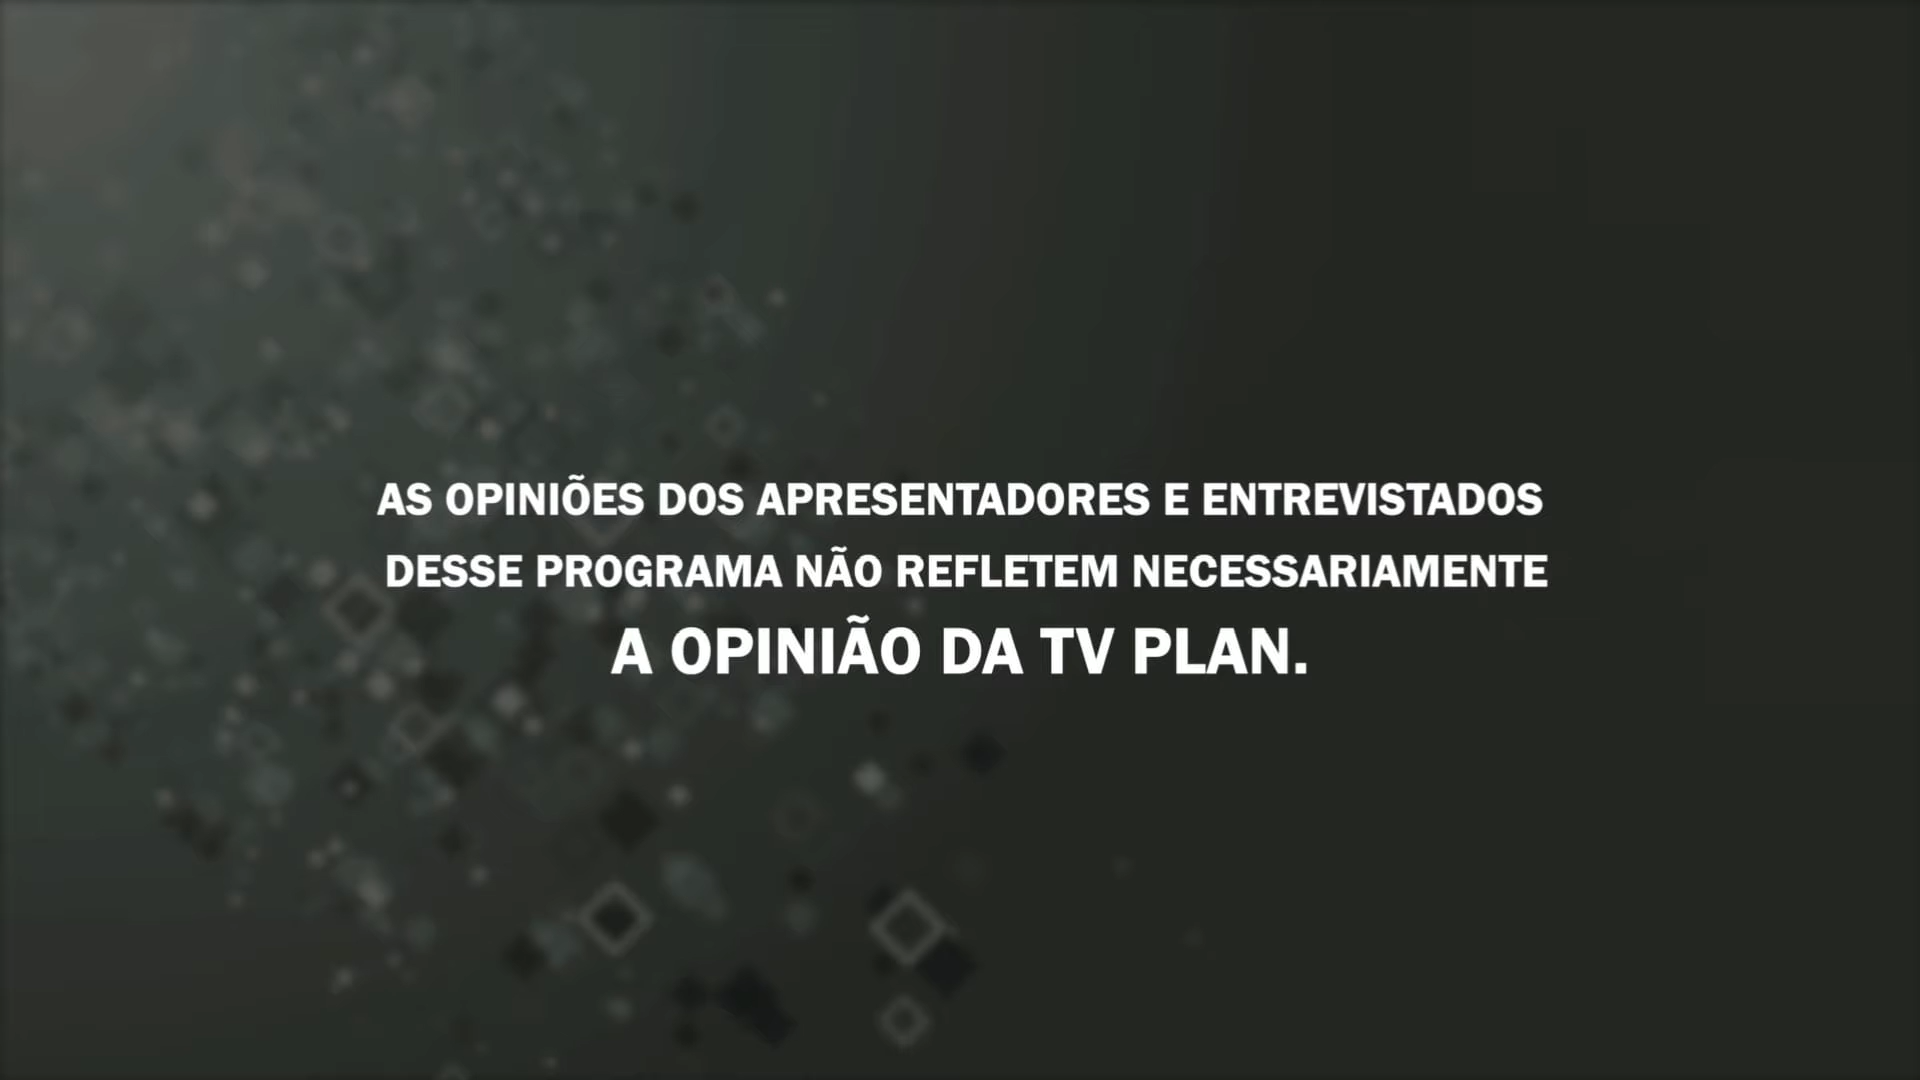 AS OPINIÕES DOS APRESENTADORES E ENTREVISTADOS
DESSE PROGRAMA NÃO REFLETEM NECESSARIAMENTE
A OPINIÃO DA TV PLAN.